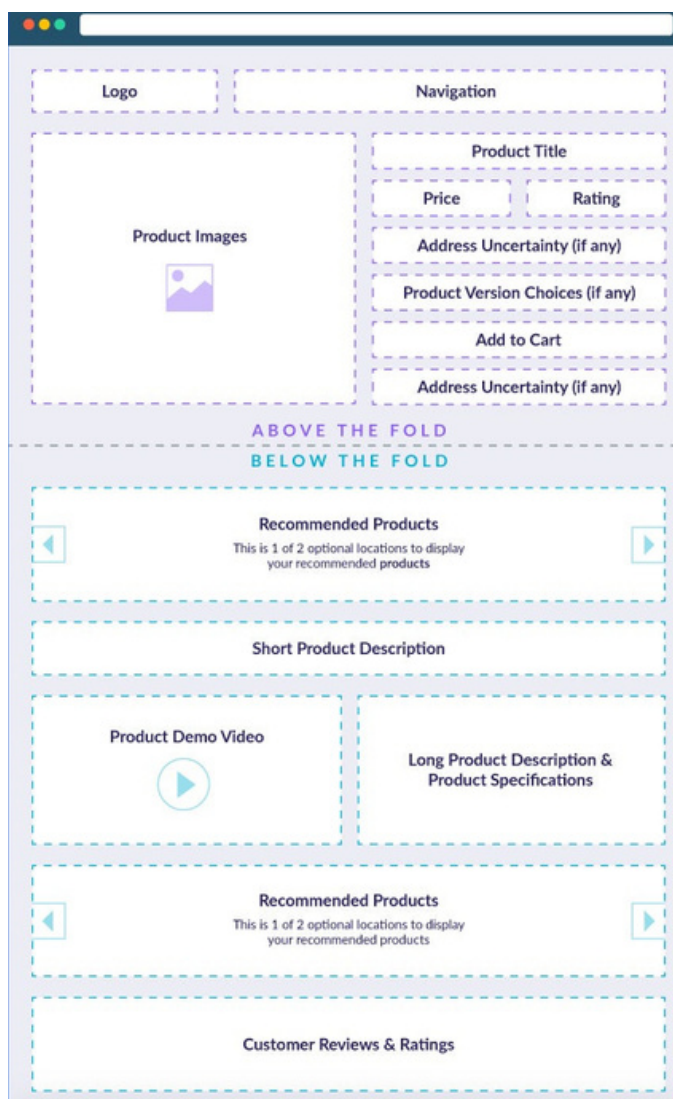 Logo
Navigation
Product Images
Product Title
Price
Rating
Address Uncertainty (if any)
Product Version Choices (if any)
Add to Cart
Address Uncertainty (if any)
ABOVE THE FOLD
BELOW THE FOLD
Recommended Products
This is 1 of 2 optional locations to display
your recommended products
Short Product Description
Product Demo Video
Long Product Description &
Product Specifications
Recommended Products
This is 1 of 2 optional locations to display
your recommended products
Customer Reviews & Ratings